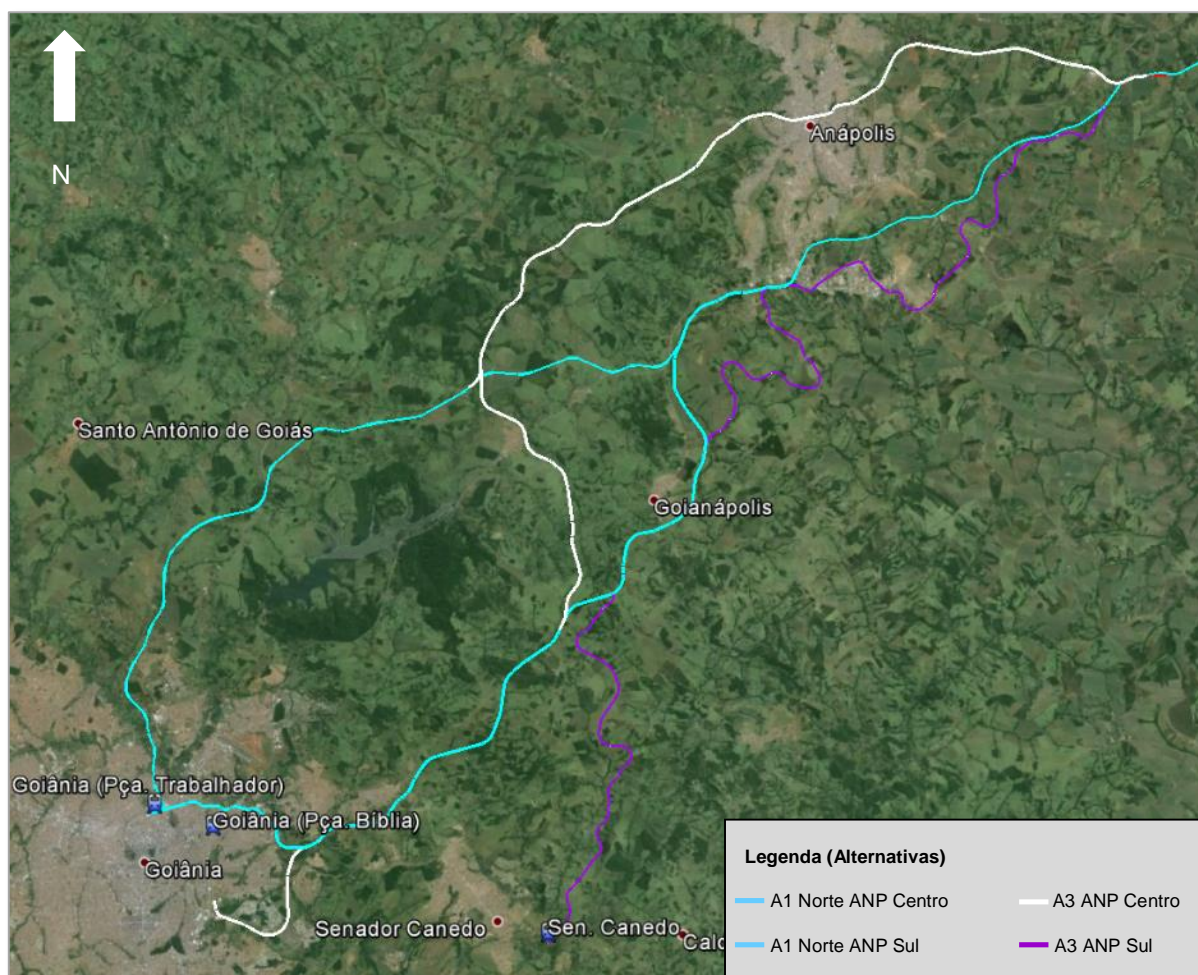 N
Anápolis
Santo Antônio de Goiás
Goianápolis
Goiânia (Pça. Trabalhador)
Goiânia (Pça. Bíblia)
Goiânia
Senador Canedo
Sen. Canedo
Calc
Legenda (Alternativas)
A1 Norte ANP Centro
A3 ANP Centro
A1 Norte ANP Sul
A3 ANP Sul